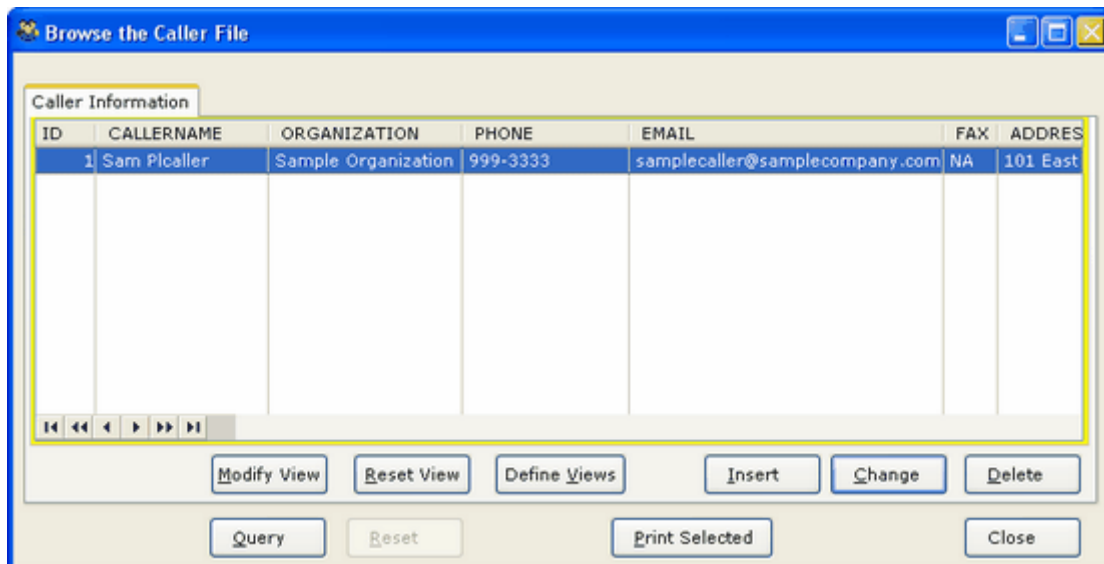 Browse the Caller File
Caller Information
ID CALLERNAME ORGANIZATION PHONE EMAIL FAX ADDRES
1 Sam Plcaller Sample Organization 999-3333 samplecaller@samplecompany.com NA 101 East
Modify View Reset View Define Views Insert Change Delete
Query Reset Print Selected Close